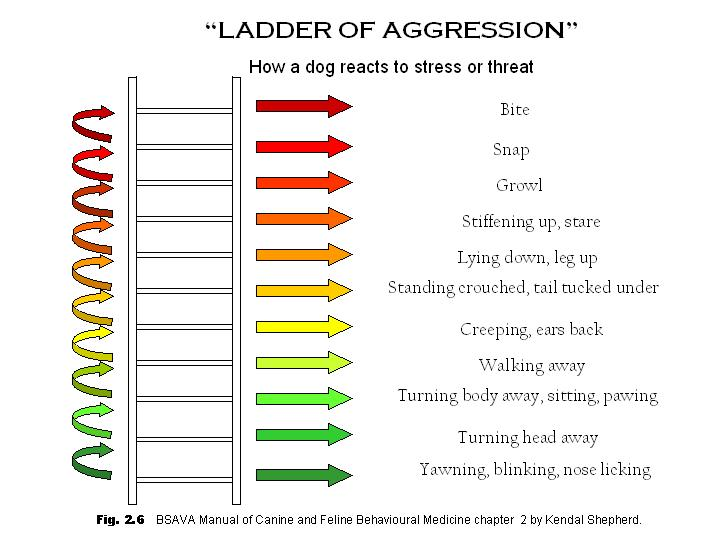 “LADDER OF AGGRESSION”
How a dog reacts to stress or threat
Bite
Snap
Growl
Stiffening up, stare
Lying down, leg up
Standing crouched, tail tucked under
Creeping, ears back
Walking away
Turning body away, sitting, pawing
Turning head away
Yawning, blinking, nose licking
Fig. 2.6 BSAVA Manual of Canine and Feline Behavioural Medicine chapter 2 by Kendal Shepherd.